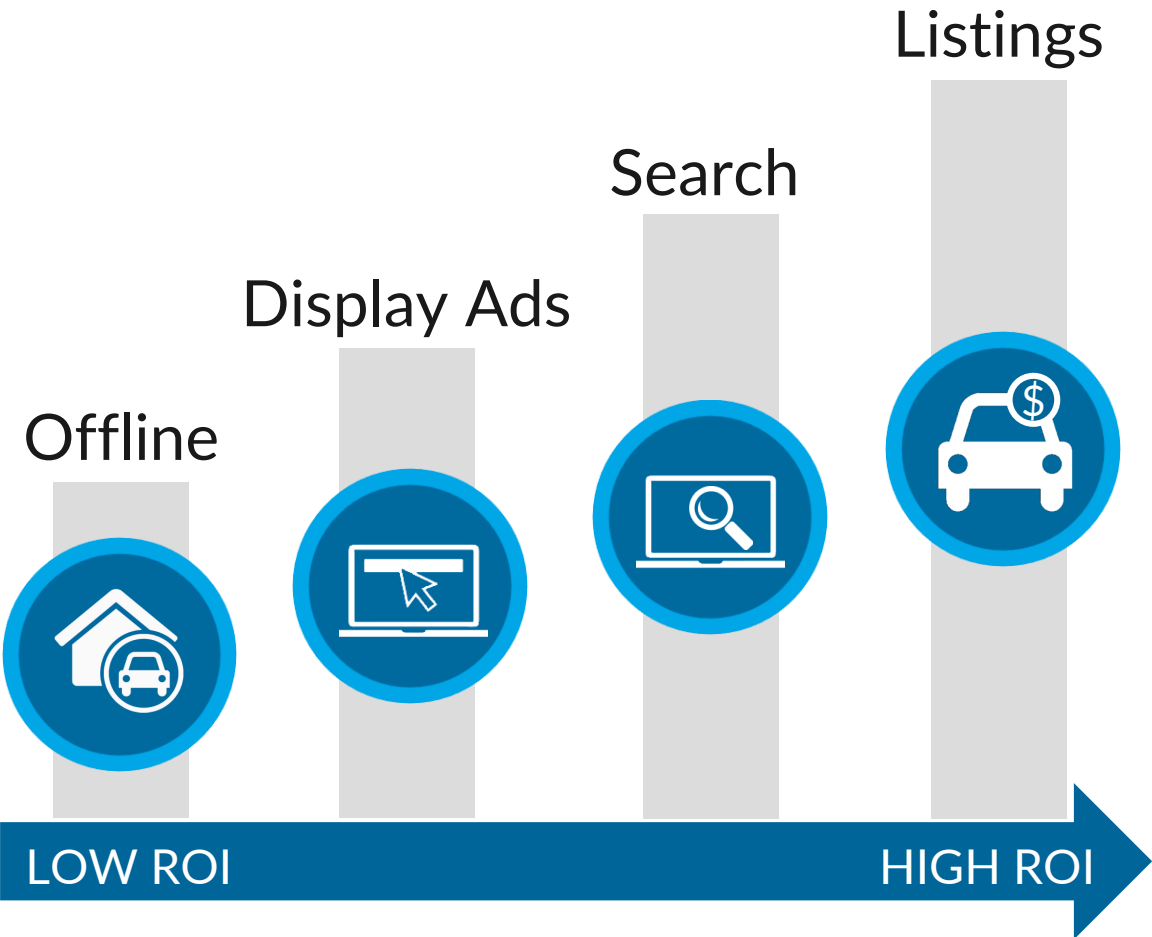 Listings
Search
Display Ads
Offline
$
LOW ROI
HIGH ROI